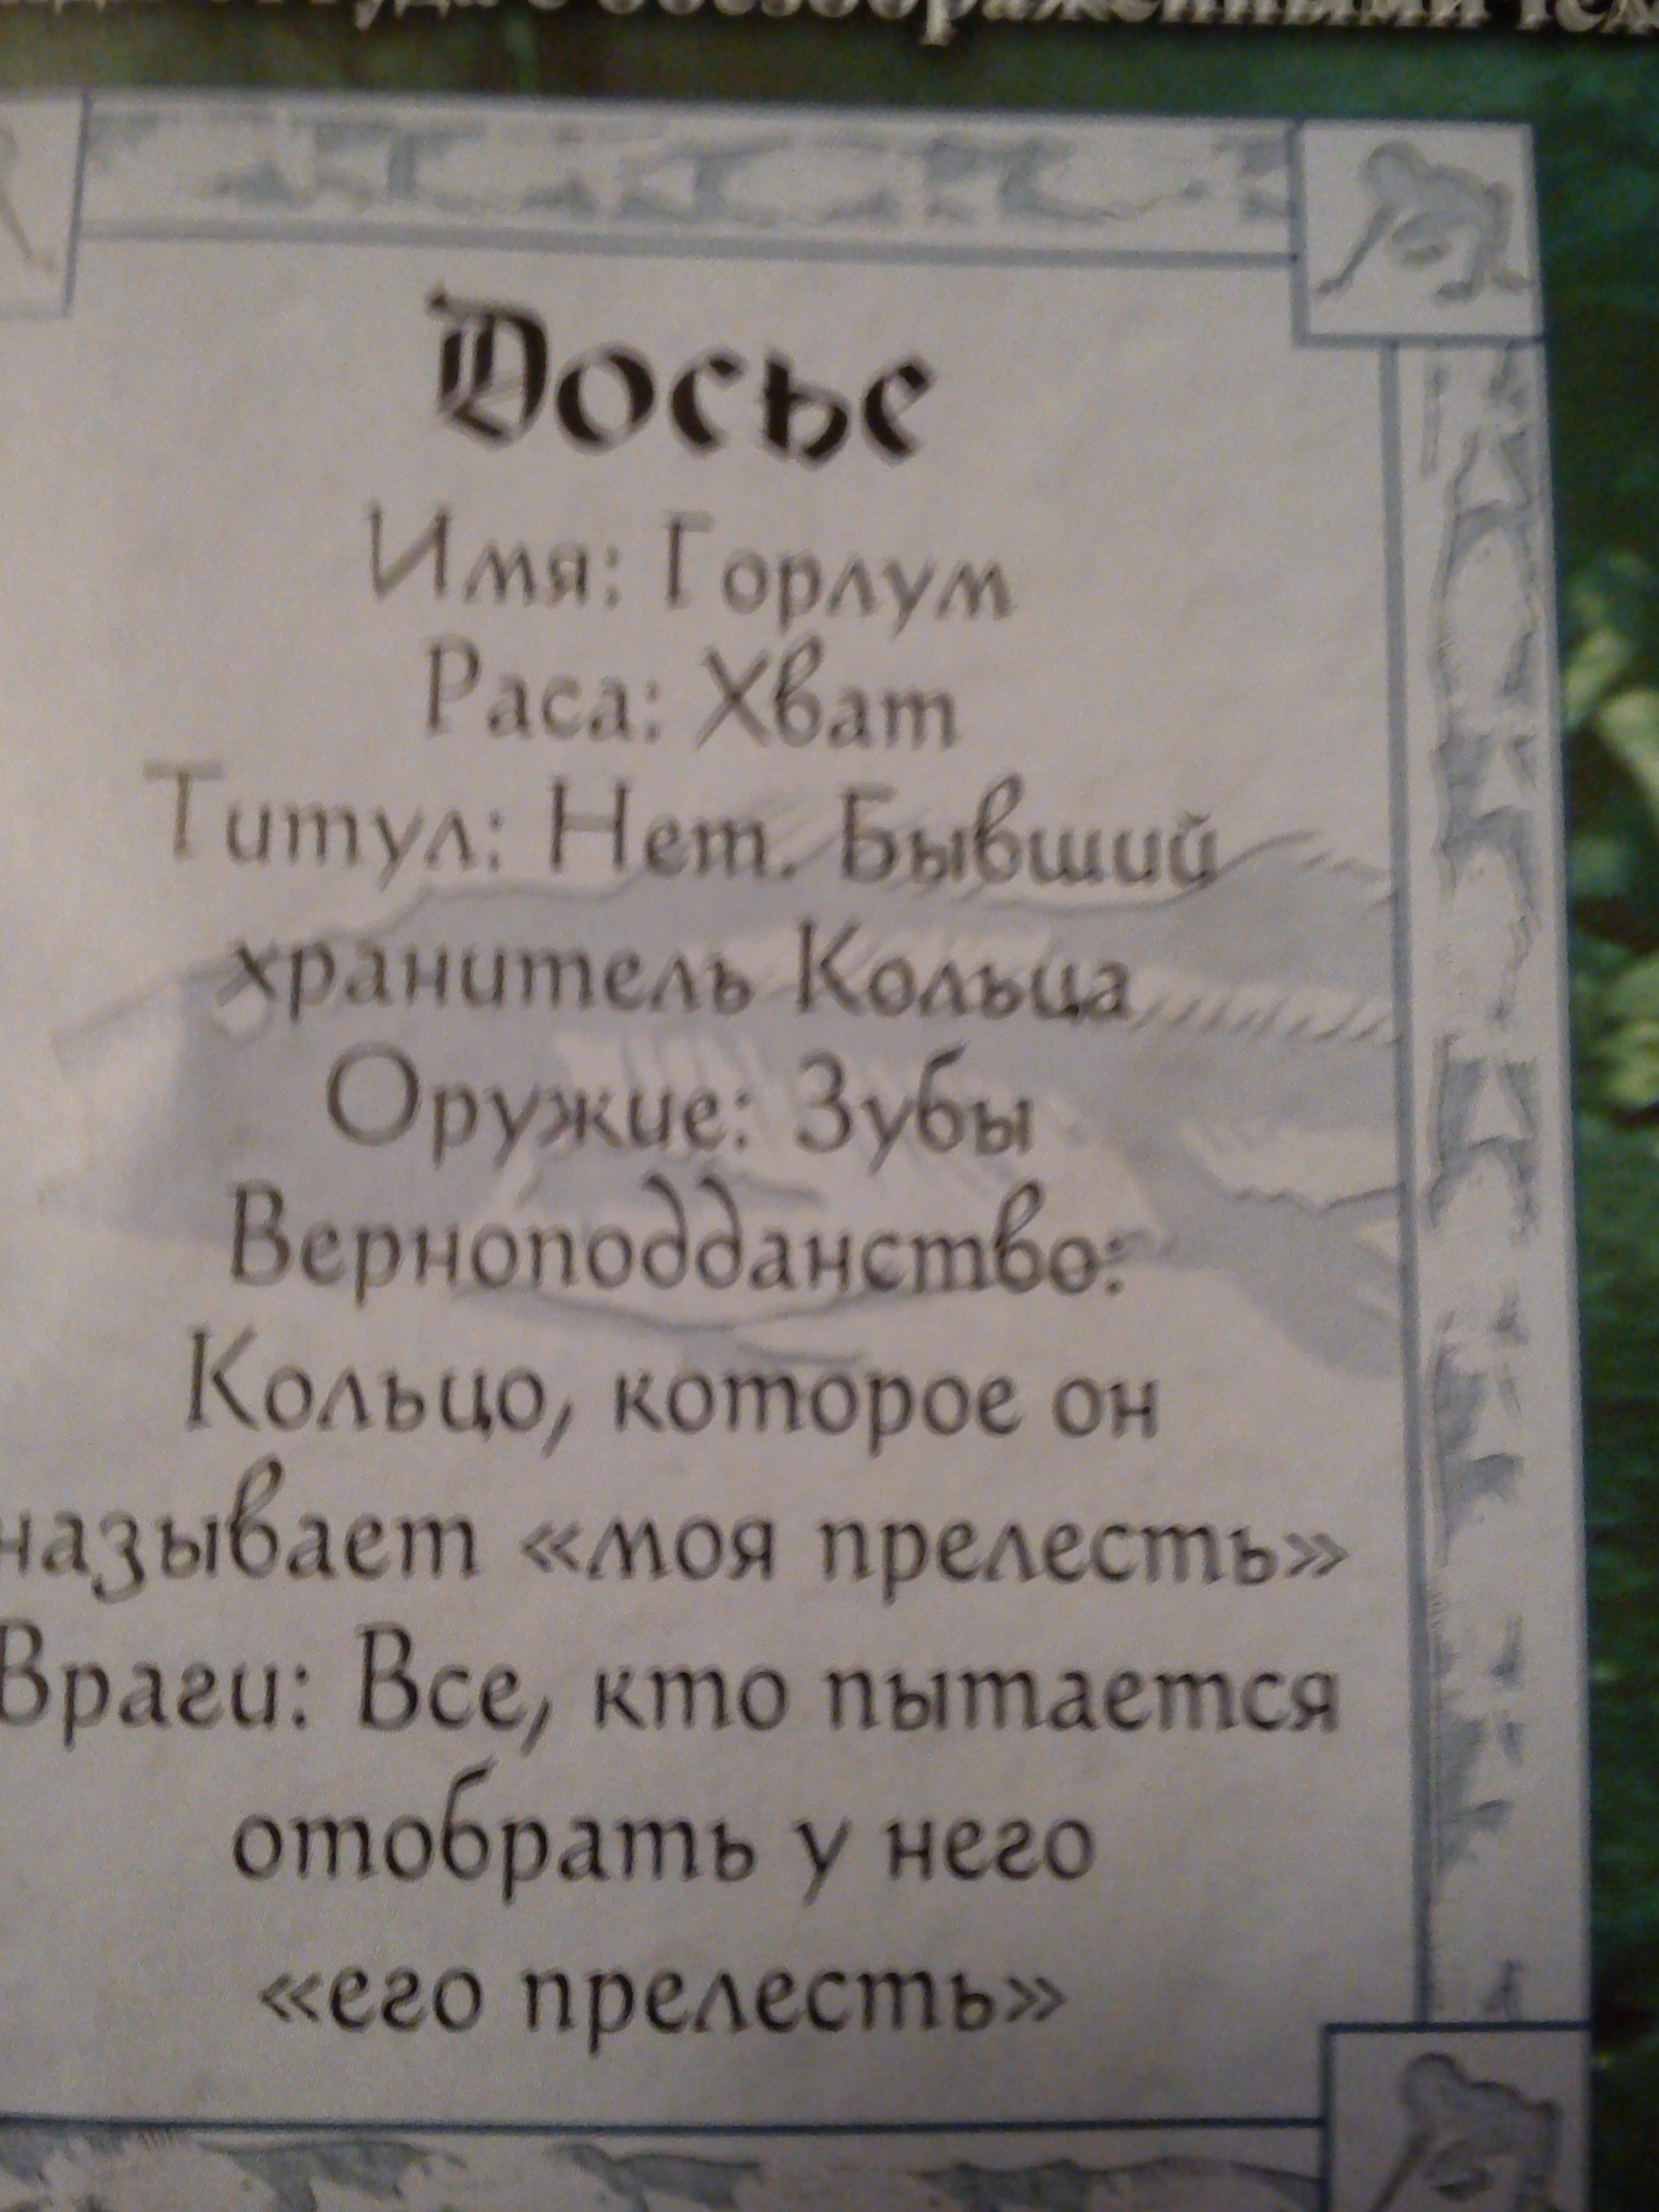 обезображенными
Досье
Имя: Горлум
Раса: Хват
Титул: Нет. Бывший
хранитель Кольца
Оружие: Зубы
Верноподданство:
Кольцо, которое он
называет «моя прелесть»
Враги: Все, кто пытается
отобрать у него
«его прелесть»